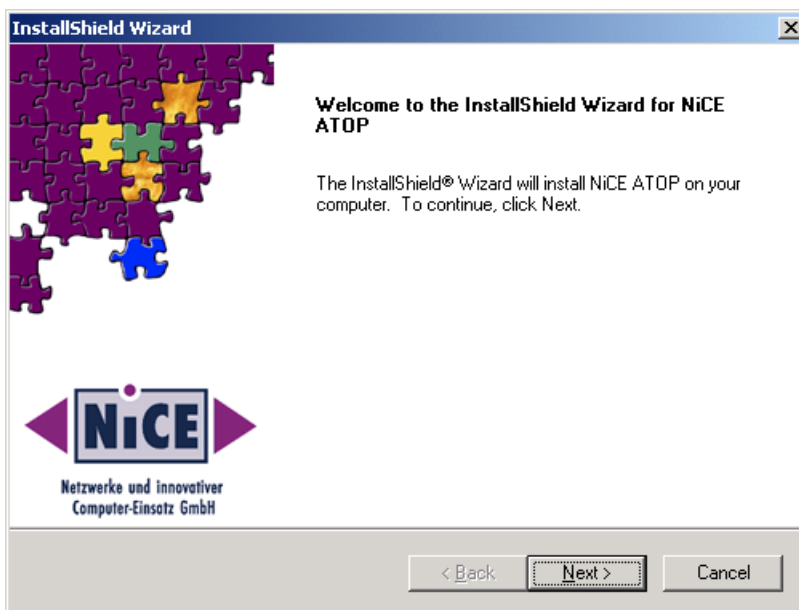 InstallShield Wizard
Welcome to the InstallShield Wizard for NiCE
ATOP
The InstallShield® Wizard will install NiCE ATOP on your
computer. To continue, click Next.
NiCE
Netzwerke und innovativer
Computer-Einsatz GmbH
< Back
Next >
Cancel